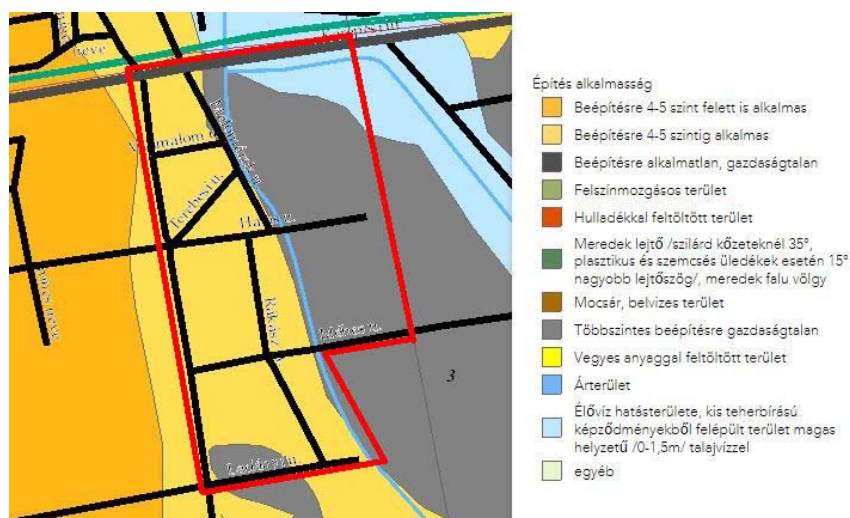 Építés alkalmasság
Beépítésre 4-5 szint felett is alkalmas
Beépítésre 4-5 szintig alkalmas
Beépítésre alkalmatlan, gazdaságtalan
Felszínmozgásos terület
Hulladékkal feltöltött terület
Meredek lejtő /szilárd kőzeteknél 35°,
plasztikus és szemcsés üledékek esetén 15°
nagyobb lejtőszög/, meredek falu völgy
Mocsár, belvizes terület
Többszintes beépítésre gazdaságtalan
Vegyes anyaggal feltöltött terület
Árterület
Élővíz hatásterülete, kis teherbírású
képződményekből felépült terület magas
helyzetű /0-1,5m/ talajvízzel
egyéb
Terebesi u.
u.
u.
Méhes u.
3